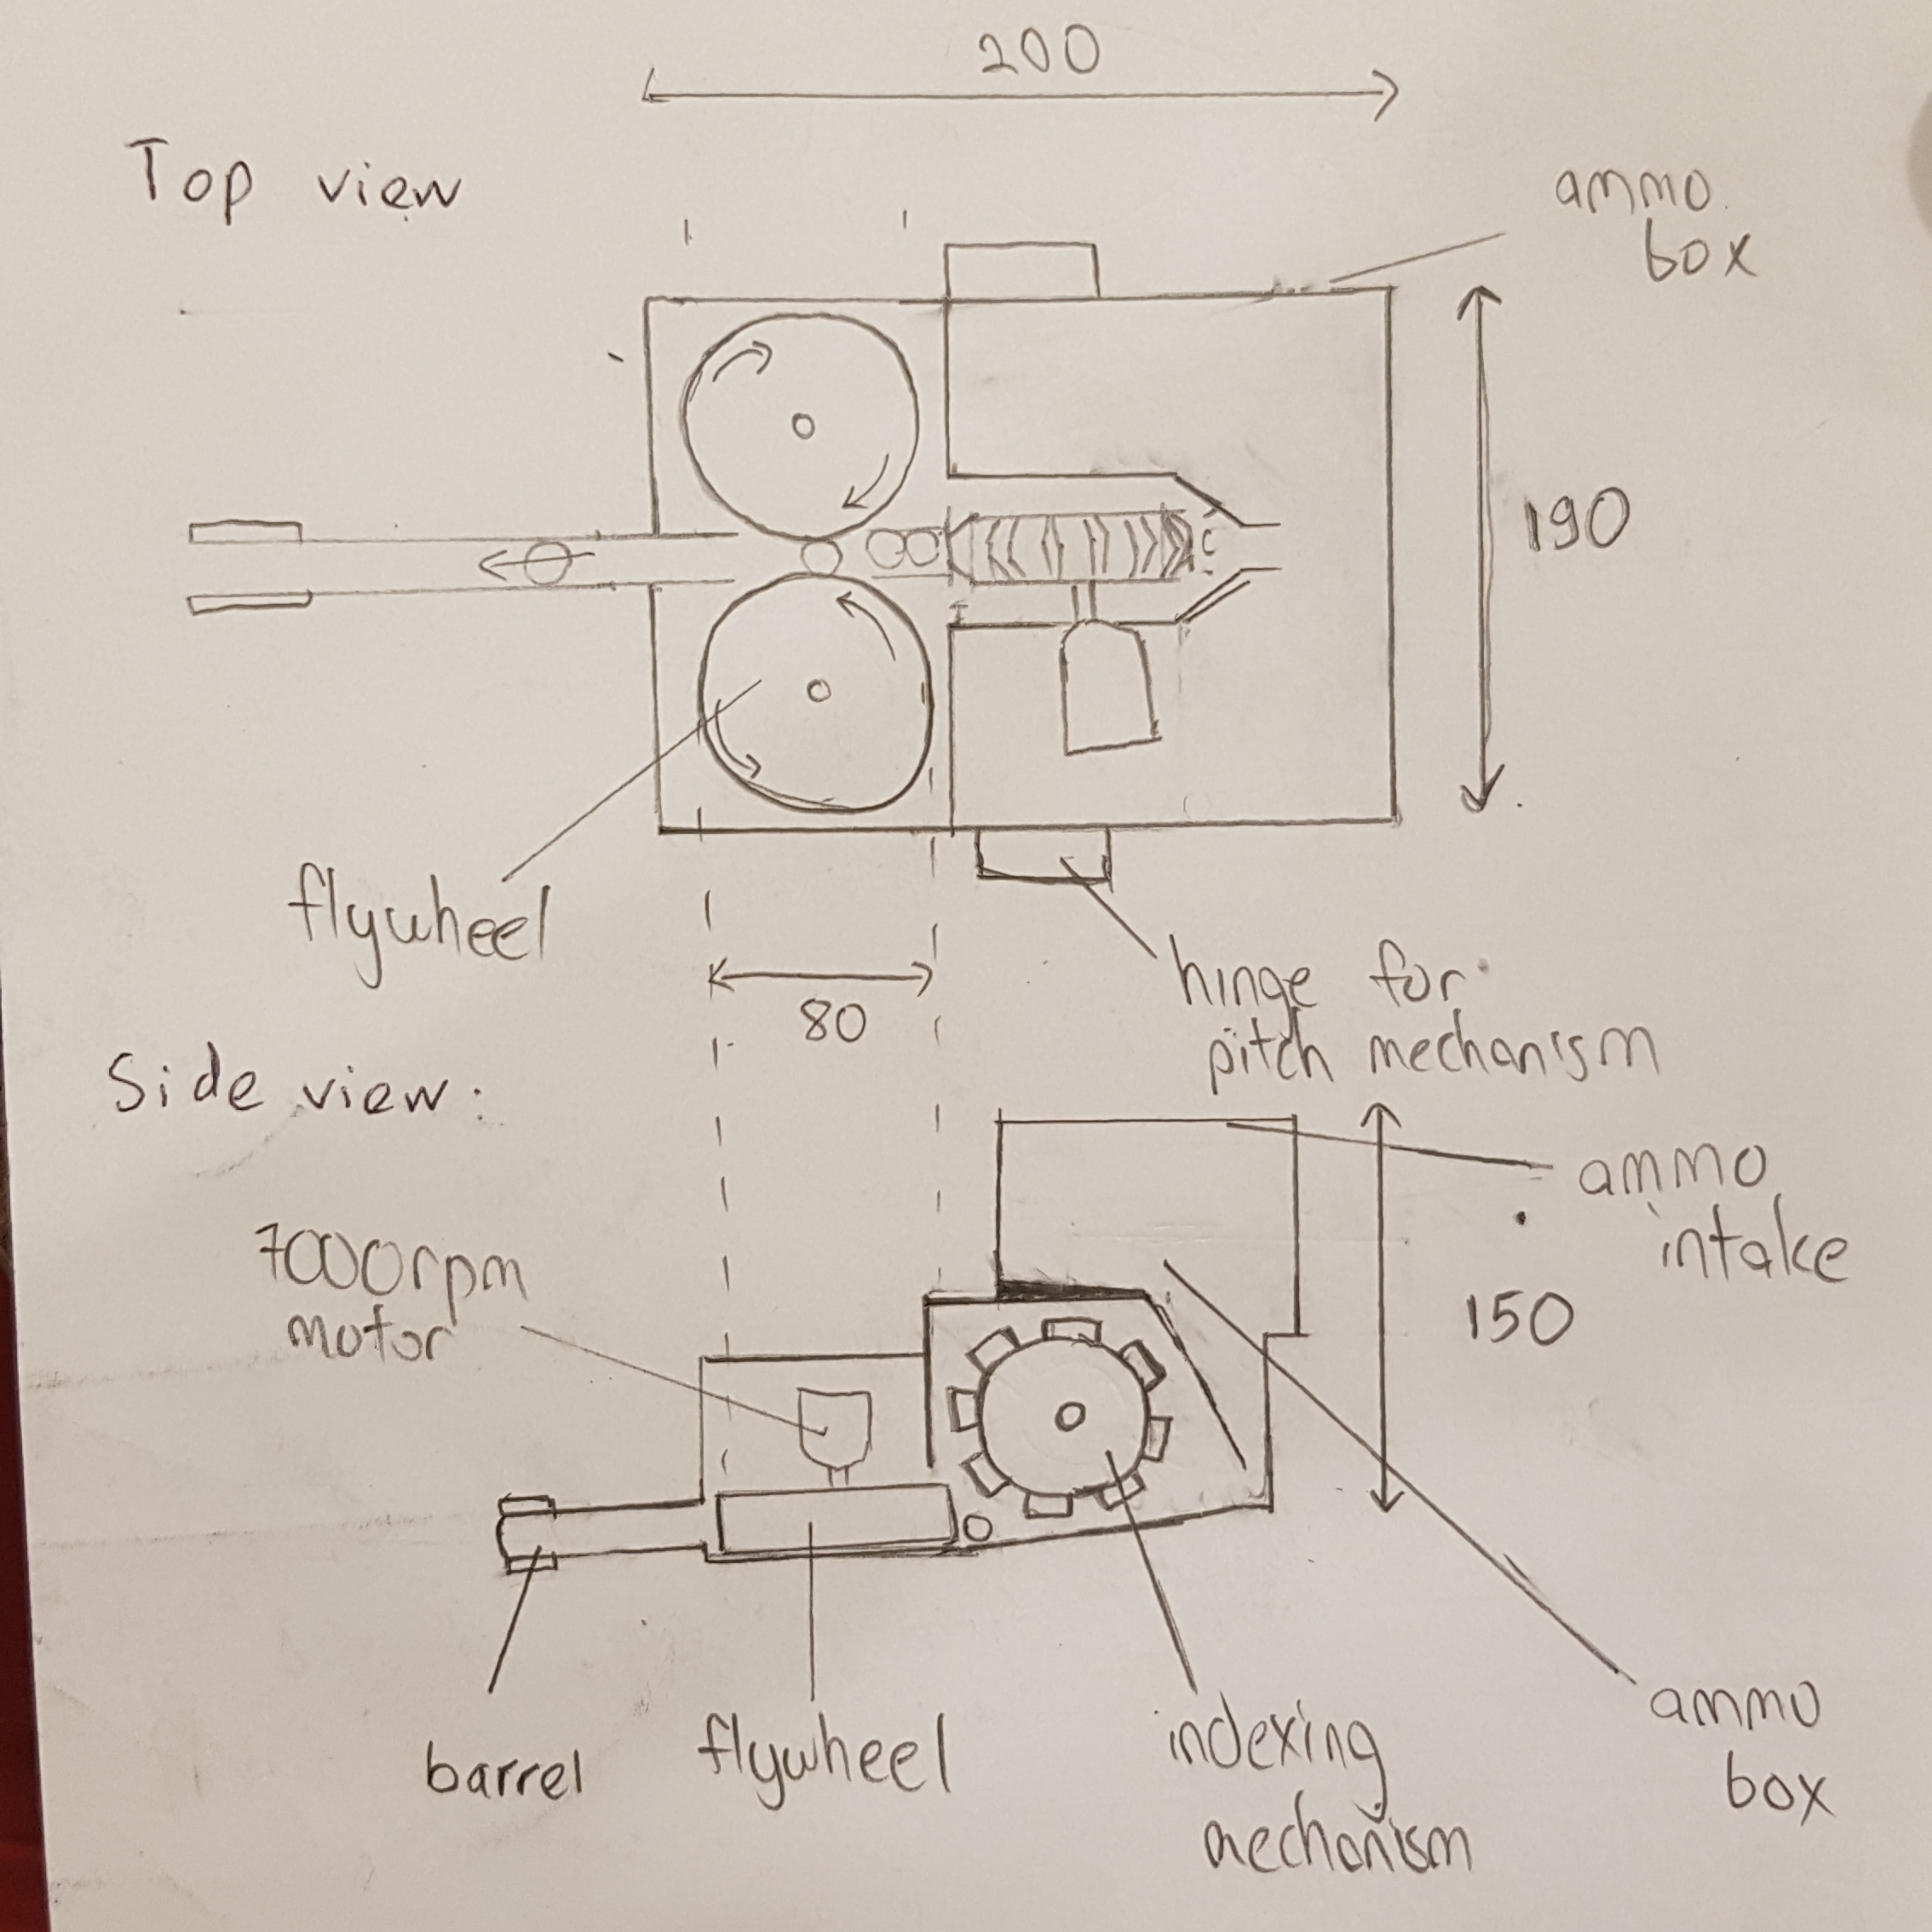 200
Top view
ammo
box
190
flywheel
80
hinge for
pitch mechanism
Side view:
ammo
intake
7000rpm
motor
150
barrel
flywheel
indexing
mechanism
ammo
box